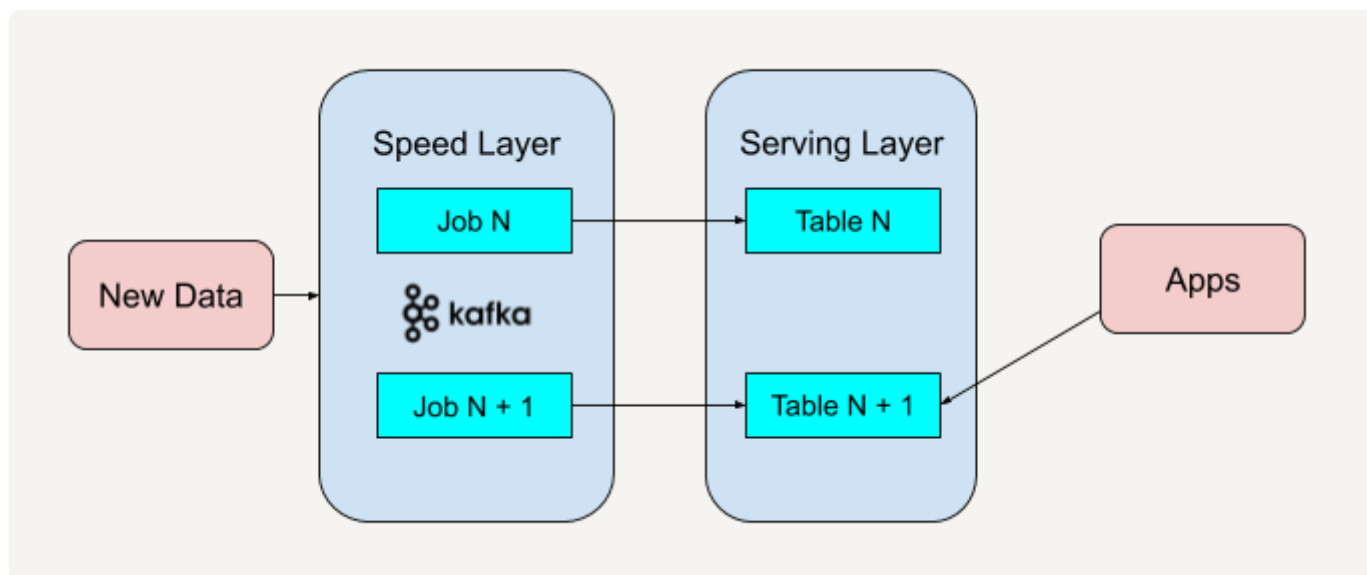 Speed Layer
Serving Layer
Job N
Table N
New Data
kafka
Apps
Job N + 1
Table N + 1